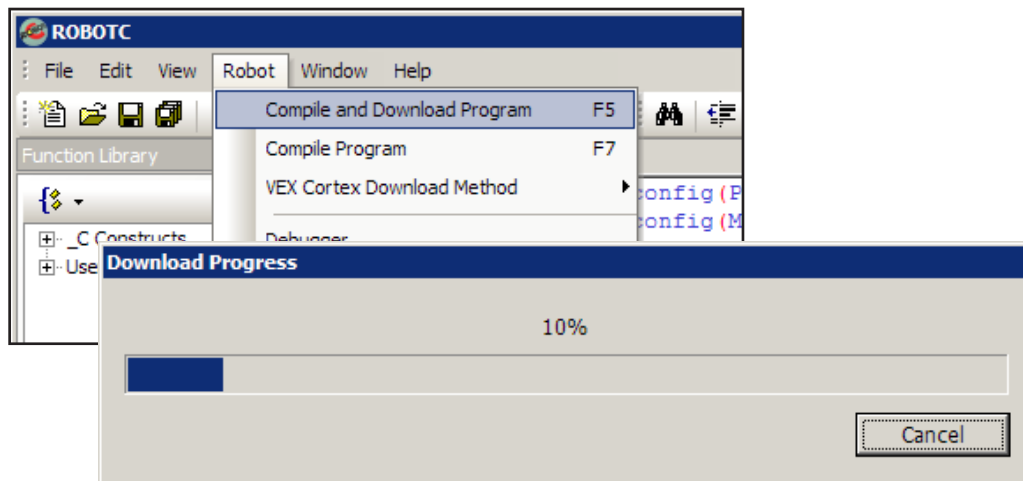 ROBOTC
File Edit View Robot Window Help
Compile and Download Program F5
Function Library
Compile Program F7
VEX Cortex Download Method
config(P
config(M
_C Constructs
Debugger
Use
Download Progress
10%
Cancel